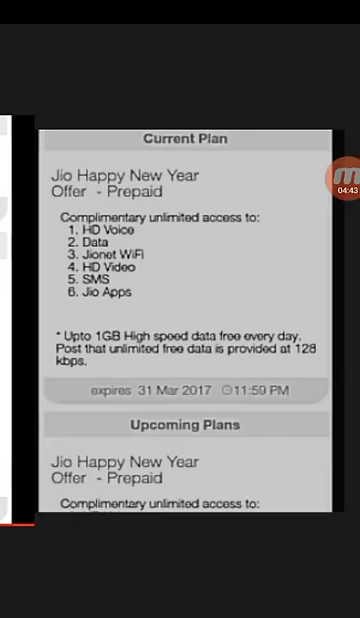 Current Plan
Jio Happy New Year
Offer - Prepaid
Complimentary unlimited access to:
1. HD Voice
2. Data
3. Jionet WiFi
4. HD Video
5. SMS
6. Jio Apps
* Upto 1GB High speed data free every day.
Post that unlimited free data is provided at 128
kbps.
expires 31 Mar 2017 11:59 PM
Upcoming Plans
Jio Happy New Year
Offer - Prepaid
Complimentary unlimited access to:
04:43